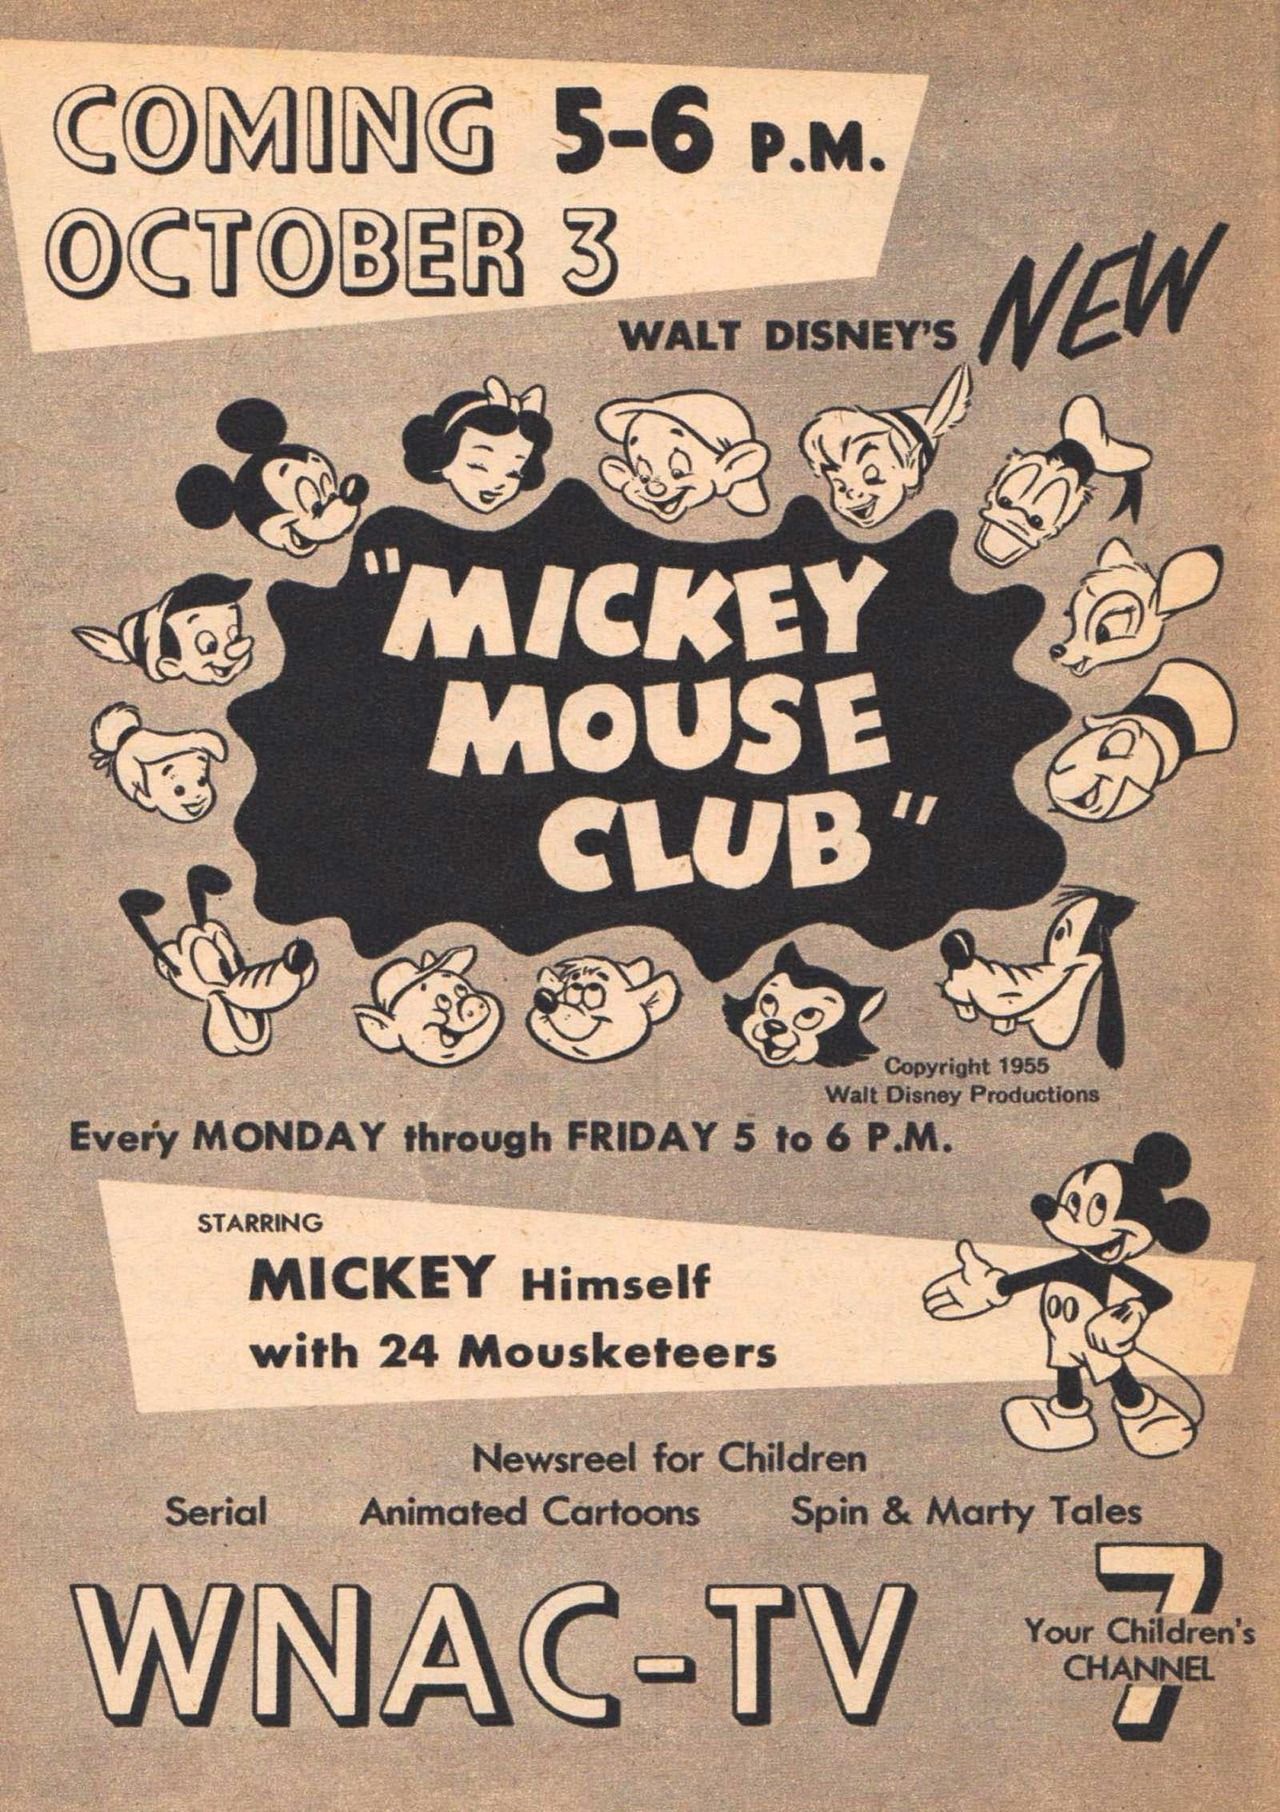 COMING 5-6 P.M.
OCTOBER 3
WALT DISNEY'S NEW
"MICKEY
MOUSE
CLUB"
Copyright 1955
Walt Disney Productions
Every MONDAY through FRIDAY 5 to 6 P.M.
STARRING
MICKEY Himself
with 24 Mousketeers
Newsreel for Children
Serial Animated Cartoons Spin & Marty Tales
WNAC-TV 7
Your Children's
CHANNEL